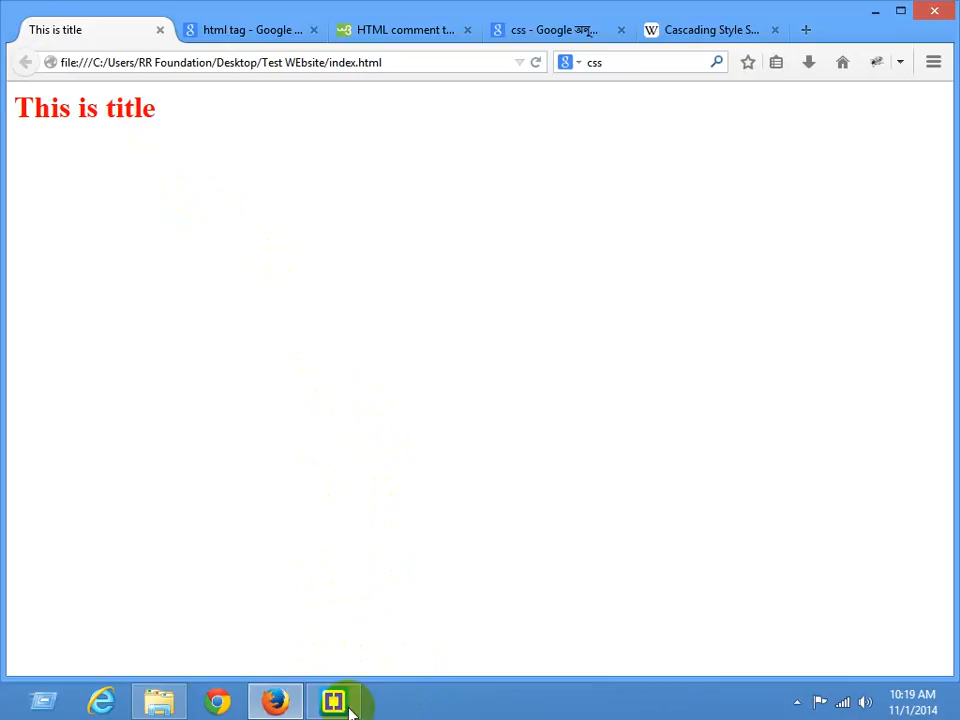 This is title
html tag - Google ...
HTML comment t...
css - Google अनु...
Cascading Style S...
file:///C:/Users/RR Foundation/Desktop/Test WEbsite/index.html
css
This is title
10:19 AM
11/1/2014